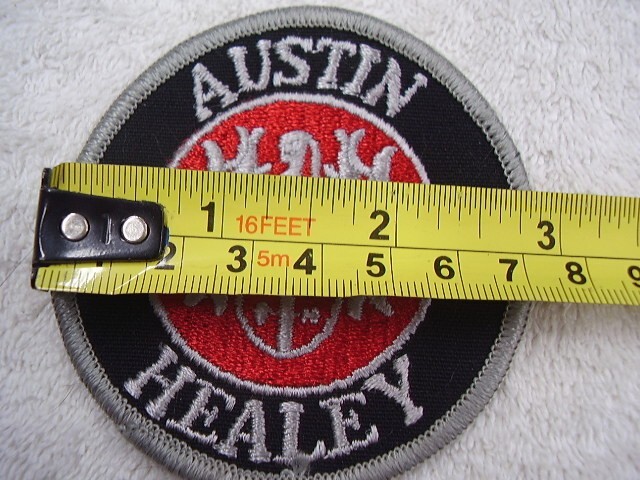 AUSTIN
1 16FEET 2 3
2 3 5m 4 5 6 7 8 9
HEALEY